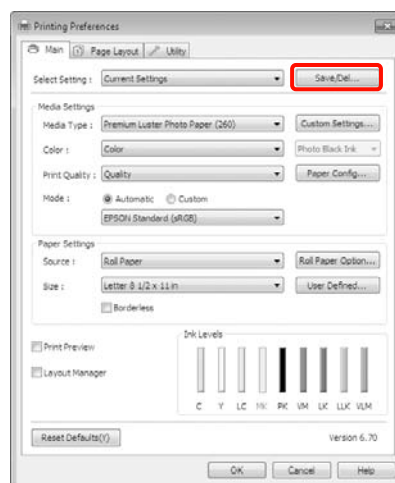 Printing Preferences
Main Page Layout Utility
Select Setting : Current Settings Save/Del...
Media Settings
Media Type : Premium Luster Photo Paper (260) Custom Settings...
Color : Color Photo Black Ink
Print Quality : Quality Paper Config...
Mode : Automatic Custom
EPSON Standard (sRGB)
Paper Settings
Source : Roll Paper Roll Paper Option...
Size : Letter 8 1/2 x 11 in User Defined...
Borderless
Ink Levels
Print Preview
Layout Manager
C Y LC MK PK VM LK LLK VLM
Reset Defaults(Y) Version 6.70
OK Cancel Help